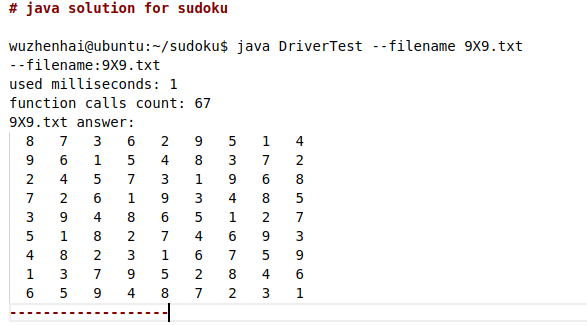 # java solution for sudoku
wuzhenhai@ubuntu:~/sudoku$ java DriverTest --filename 9X9.txt
--filename:9X9.txt
used milliseconds: 1
function calls count: 67
9X9.txt answer:
8 7 3 6 2 9 5 1 4
9 6 1 5 4 8 3 7 2
2 4 5 7 3 1 9 6 8
7 2 6 1 9 3 4 8 5
3 9 4 8 6 5 1 2 7
5 1 8 2 7 4 6 9 3
4 8 2 3 1 6 7 5 9
1 3 7 9 5 2 8 4 6
6 5 9 4 8 7 2 3 1
-------------------